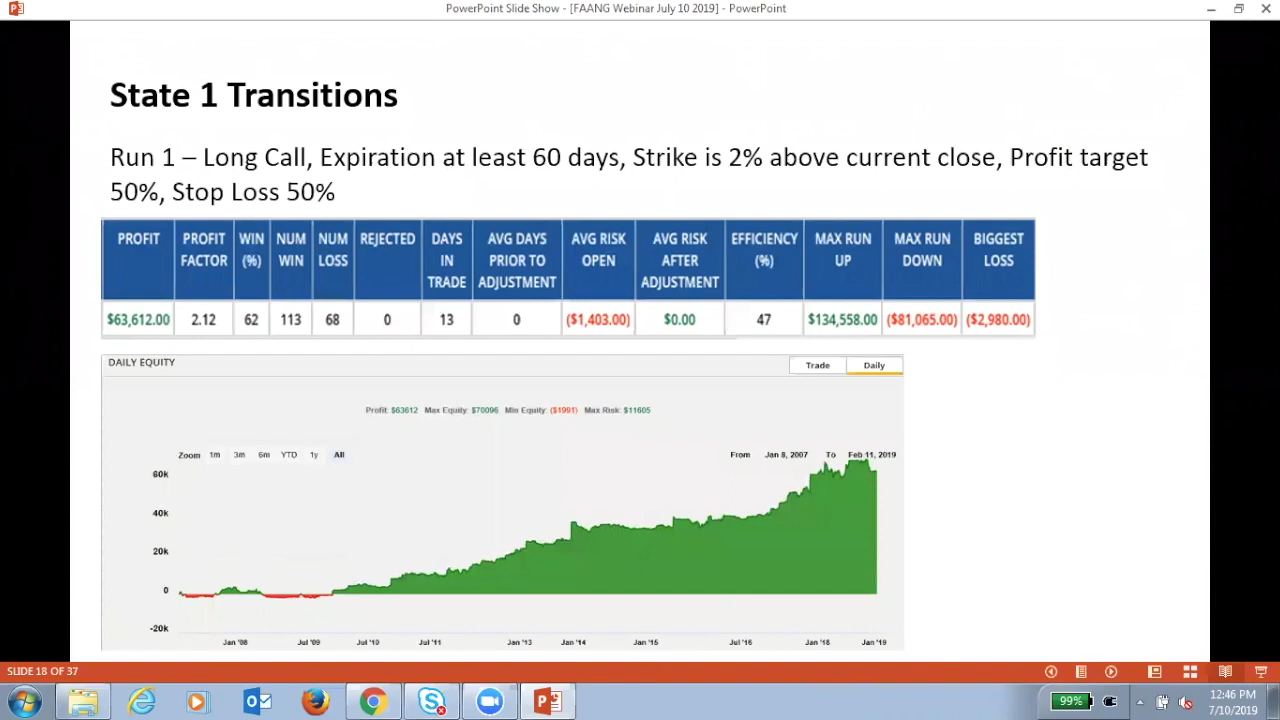 PowerPoint Slide Show - [FAANG Webinar July 10 2019] - PowerPoint
State 1 Transitions
Run 1 – Long Call, Expiration at least 60 days, Strike is 2% above current close, Profit target
50%, Stop Loss 50%
PROFIT PROFIT FACTOR WIN (%) NUM WIN NUM LOSS REJECTED DAYS IN TRADE AVG DAYS PRIOR TO ADJUSTMENT AVG RISK OPEN AVG RISK AFTER ADJUSTMENT EFFICIENCY (%) MAX RUN UP MAX RUN DOWN BIGGEST LOSS
$63,612.00 2.12 62 113 68 0 13 0 ($1,403.00) $0.00 47 $134,558.00 ($81,065.00) ($2,980.00)
DAILY EQUITY Trade Daily
Profit: $63612 Max Equity: $70096 Min Equity: ($1991) Max Risk: $11605
Zoom 1m 3m 6m YTD 1y All From Jan 8, 2007 To Feb 11, 2019
60k
40k
20k
0
-20k
Jan '08 Jul '09 Jul '10 Jul '11 Jan '13 Jan '14 Jan '15 Jul '16 Jan '18 Jan '19
SLIDE 18 OF 37
99% 12:46 PM
7/10/2019